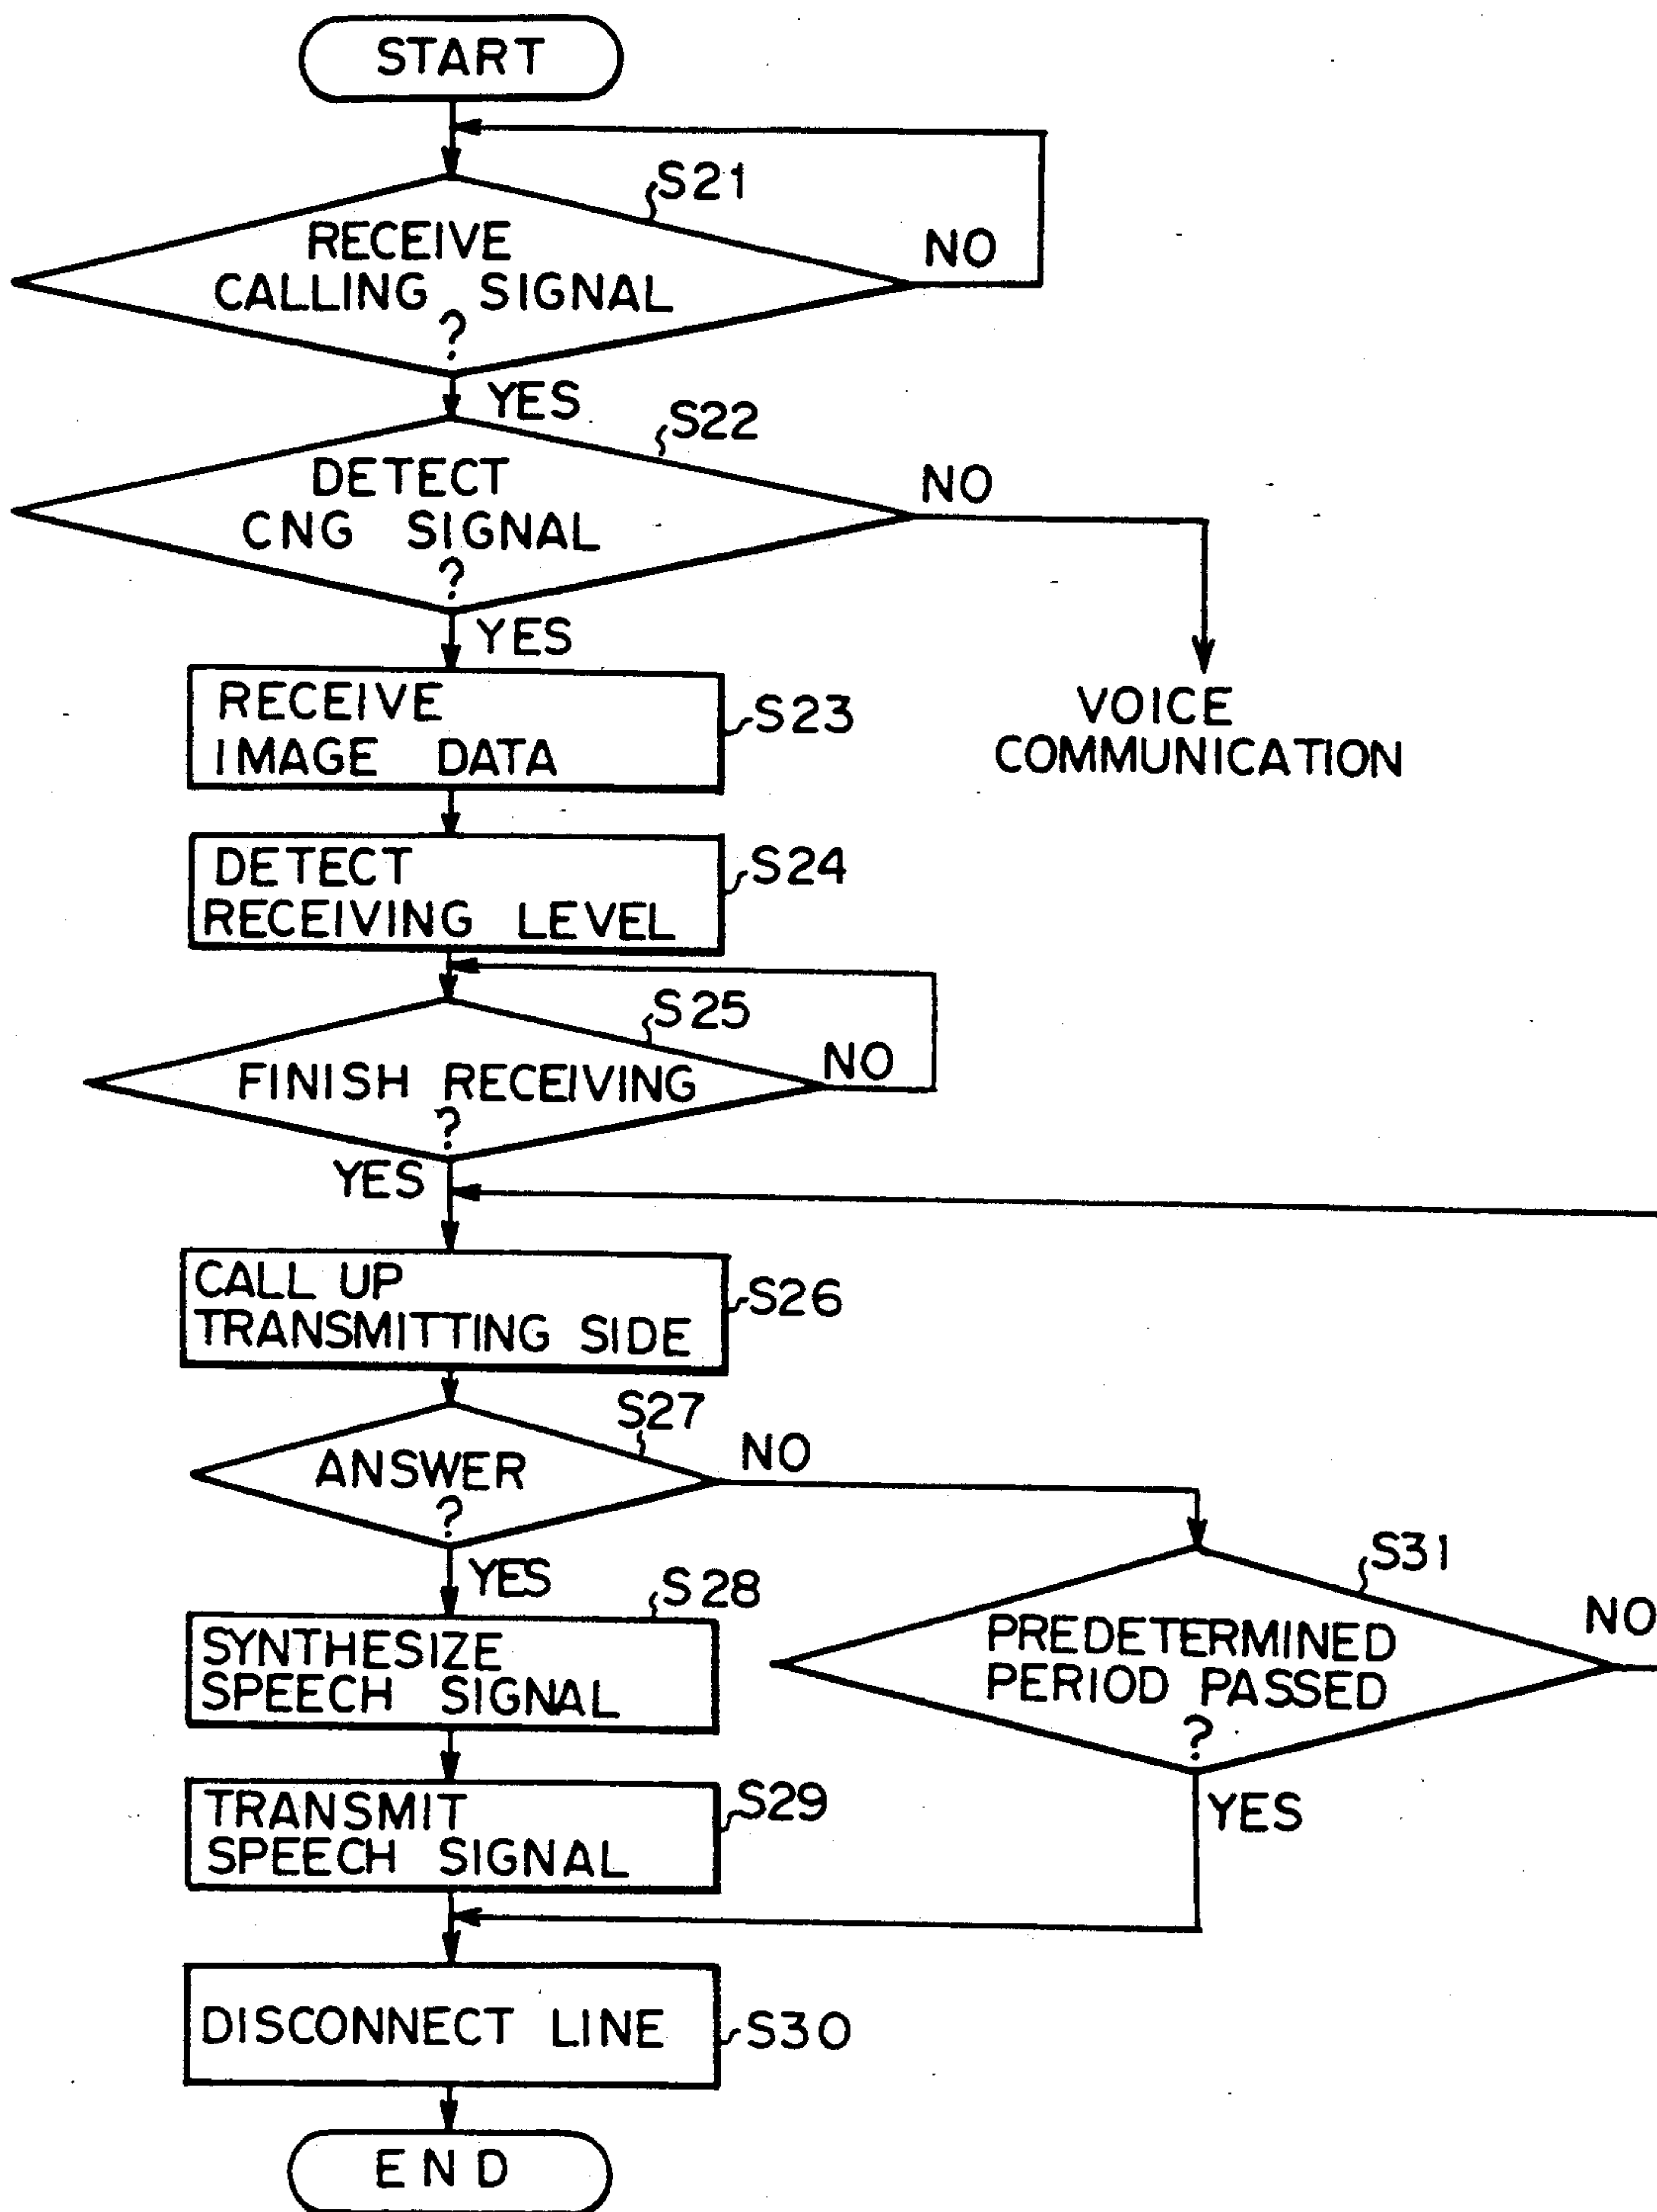 START
S21
RECEIVE
CALLING SIGNAL
?
NO
YES
S22
DETECT
CNG SIGNAL
?
NO
YES
RECEIVE
IMAGE DATA
S23
VOICE
COMMUNICATION
DETECT
RECEIVING LEVEL
S24
S25
FINISH RECEIVING
?
NO
YES
CALL UP
TRANSMITTING SIDE
S26
S27
ANSWER
?
NO
YES
S31
PREDETERMINED
PERIOD PASSED
?
NO
YES
S28
SYNTHESIZE
SPEECH SIGNAL
TRANSMIT
SPEECH SIGNAL
S29
DISCONNECT LINE
S30
END